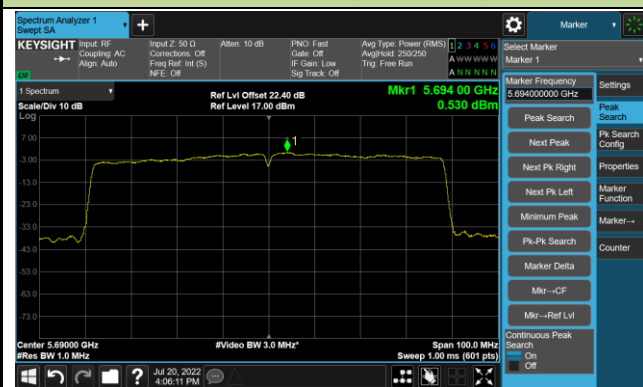 Spectrum Analyzer 1
Swept SA
Marker
KEYSIGHT
Input: RF
Coupling: AC
Align: Auto
Input Z: 50 Ω
Corrections: Off
Freq Ref: Int (S)
NFE: Off
Atten: 10 dB
PNO: Fast
Gate: Off
IF Gain: Low
Sig Track: Off
Avg Type: Power (RMS)
Avg|Hold: 250/250
Trig: Free Run
1 2 3 4 5 6
A W W W W W
A N N N N N
Select Marker
Marker 1
1 Spectrum
Scale/Div 10 dB
Log
Ref Lvl Offset 22.40 dB
Ref Level 17.00 dBm
Mkr1 5.694 00 GHz
0.530 dBm
1
7.00
-3.00
-13.0
-23.0
-33.0
-43.0
-53.0
-63.0
-73.0
Center 5.69000 GHz
#Res BW 1.0 MHz
#Video BW 3.0 MHz*
Span 100.0 MHz
Sweep 1.00 ms (601 pts)
Marker Frequency
5.694000000 GHz
Peak Search
Next Peak
Next Pk Right
Next Pk Left
Minimum Peak
Pk-Pk Search
Marker Delta
Mkr→CF
Mkr→Ref Lvl
Continuous Peak
Search
On
Off
Settings
Peak
Search
Pk Search
Config
Properties
Marker
Function
Marker→
Counter
Jul 20, 2022
4:06:11 PM